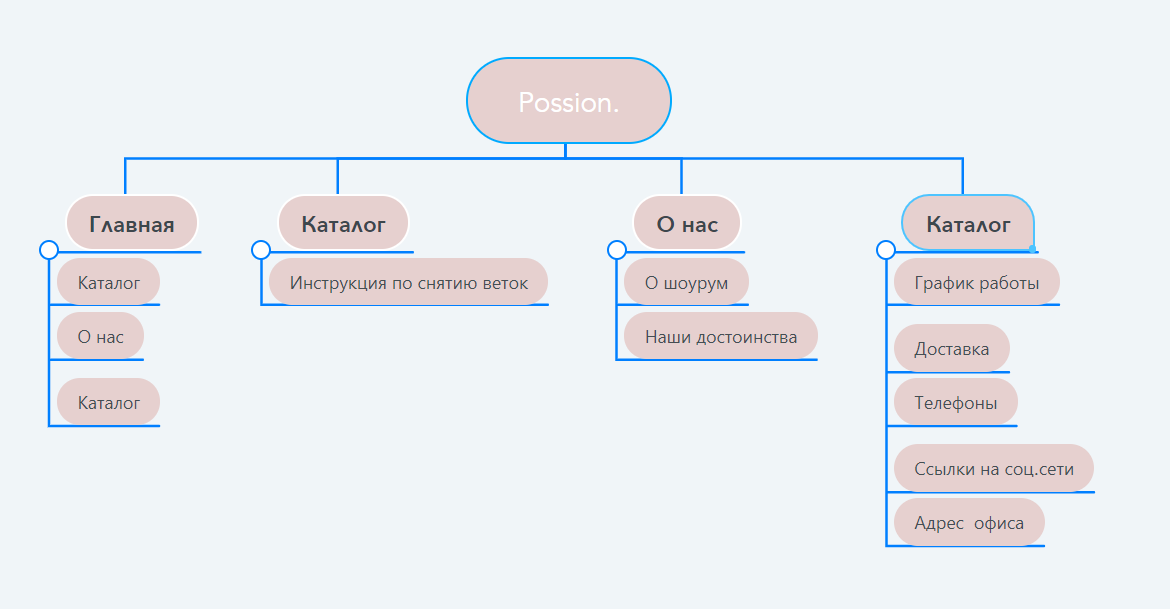 Possion.
Главная
Каталог
О нас
Каталог
Каталог
О нас
Каталог
Инструкция по снятию веток
О шоурум
Наши достоинства
График работы
Доставка
Телефоны
Ссылки на соц.сети
Адрес  офиса